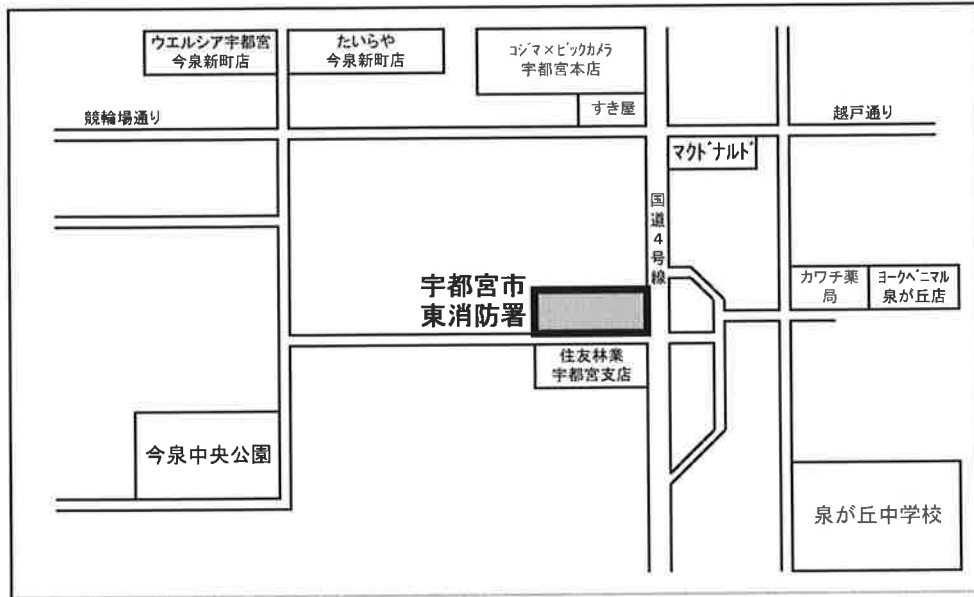 ウエルシア宇都宮
今泉新町店
たいらや
今泉新町店
コジマ×ビックカメラ
宇都宮本店
すき屋
競輪場通り
越戸通り
マクドナルド
国道4号線
宇都宮市
東消防署
カワチ薬
局
ヨークベニマル
泉が丘店
住友林業
宇都宮支店
今泉中央公園
泉が丘中学校